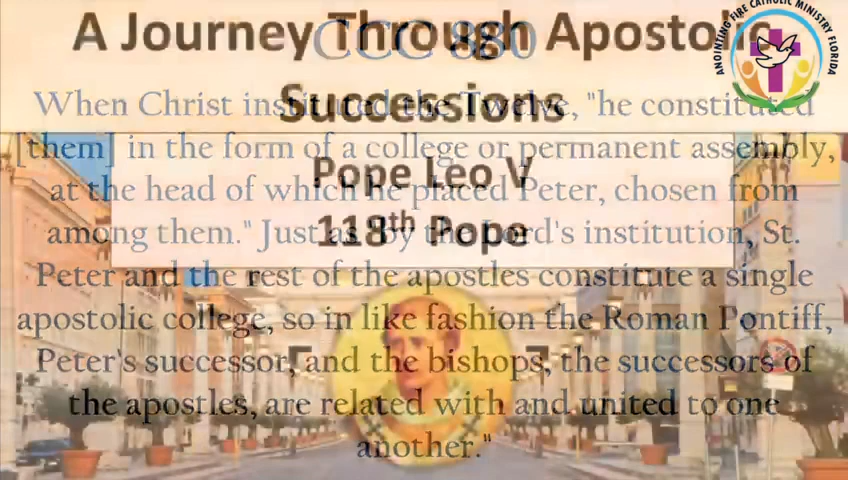 A Journey Through Apostolic
Successions
Pope Leo V
118th Pope
CCC 880
When Christ instituted the Twelve, "he constituted
[them] in the form of a college or permanent assembly,
at the head of which he placed Peter, chosen from
among them." Just as "by the Lord's institution, St.
Peter and the rest of the apostles constitute a single
apostolic college, so in like fashion the Roman Pontiff,
Peter's successor, and the bishops, the successors of
the apostles, are related with and united to one
another."
ANOINTING FIRE CATHOLIC MINISTRY FLORIDA